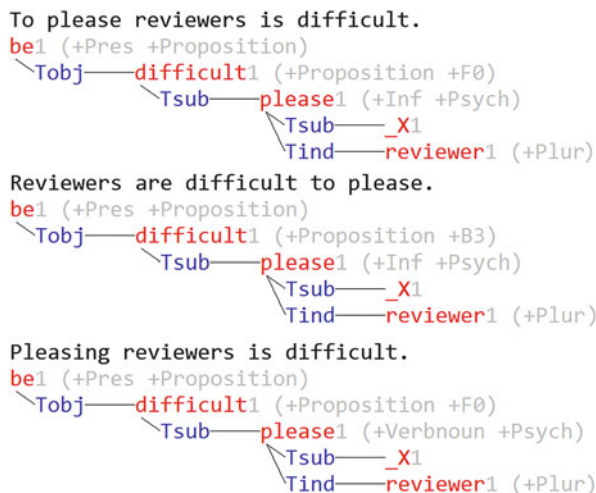 To please reviewers is difficult.
be1 (+Pres +Proposition)
Tobj difficult1 (+Proposition +F0)
Tsub please1 (+Inf +Psych)
Tsub _X1
Tind reviewer1 (+Plur)
Reviewers are difficult to please.
be1 (+Pres +Proposition)
Tobj difficult1 (+Proposition +B3)
Tsub please1 (+Inf +Psych)
Tsub _X1
Tind reviewer1 (+Plur)
Pleasing reviewers is difficult.
be1 (+Pres +Proposition)
Tobj difficult1 (+Proposition +F0)
Tsub please1 (+Verbnoun +Psych)
Tsub _X1
Tind reviewer1 (+Plur)